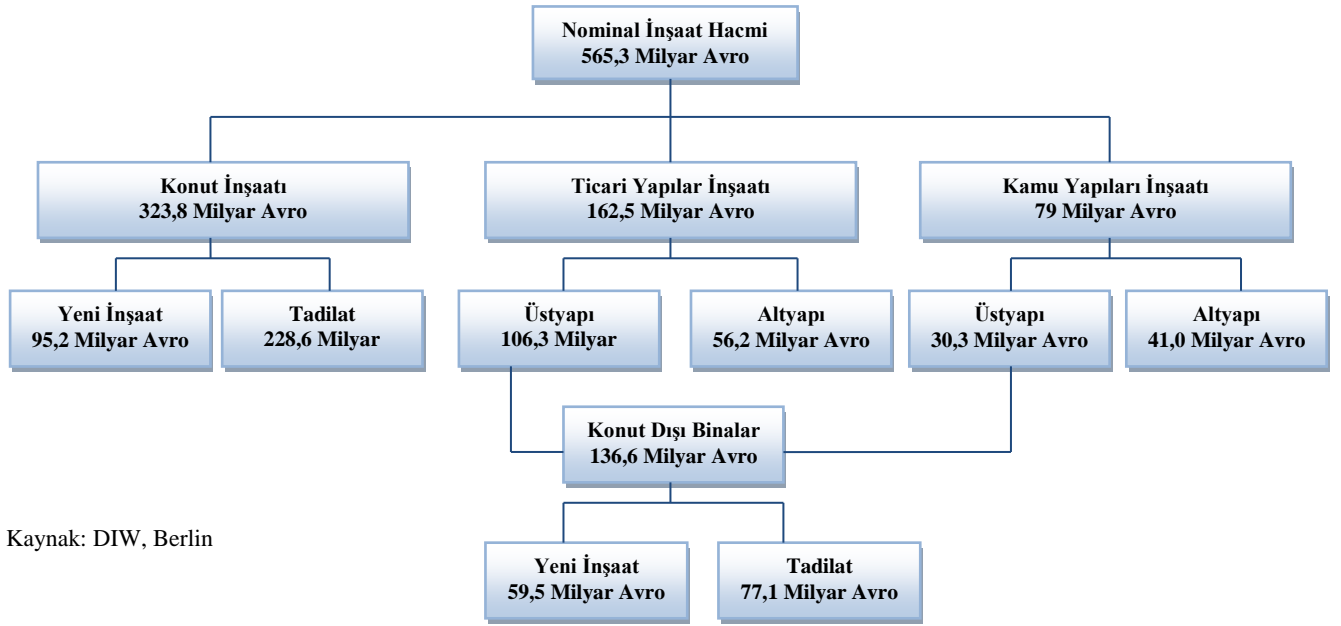 Nominal İnşaat Hacmi
565,3 Milyar Avro
Konut İnşaatı
323,8 Milyar Avro
Ticari Yapılar İnşaatı
162,5 Milyar Avro
Kamu Yapıları İnşaatı
79 Milyar Avro
Yeni İnşaat
95,2 Milyar Avro
Tadilat
228,6 Milyar
Üstyapı
106,3 Milyar
Altyapı
56,2 Milyar Avro
Üstyapı
30,3 Milyar Avro
Altyapı
41,0 Milyar Avro
Konut Dışı Binalar
136,6 Milyar Avro
Kaynak: DIW, Berlin
Yeni İnşaat
59,5 Milyar Avro
Tadilat
77,1 Milyar Avro